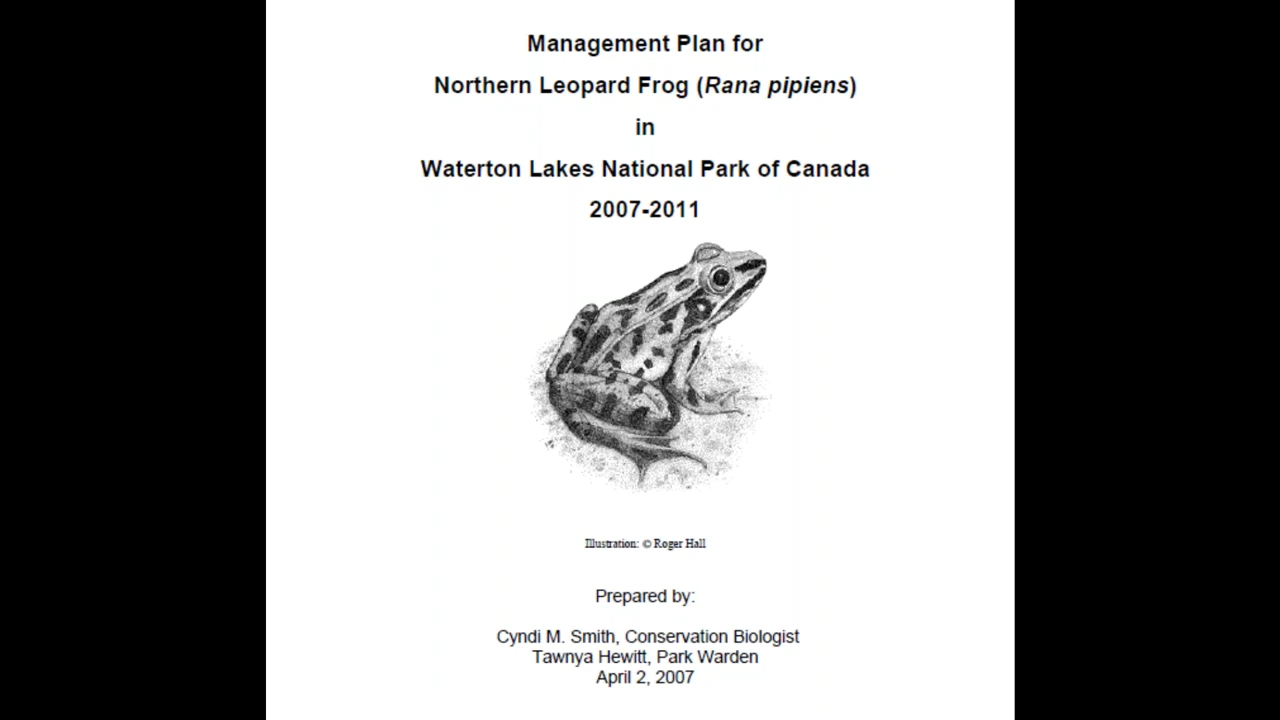 Management Plan for
Northern Leopard Frog (Rana pipiens)
in
Waterton Lakes National Park of Canada
2007-2011
Illustration: © Roger Hall
Prepared by:
Cyndi M. Smith, Conservation Biologist
Tawnya Hewitt, Park Warden
April 2, 2007